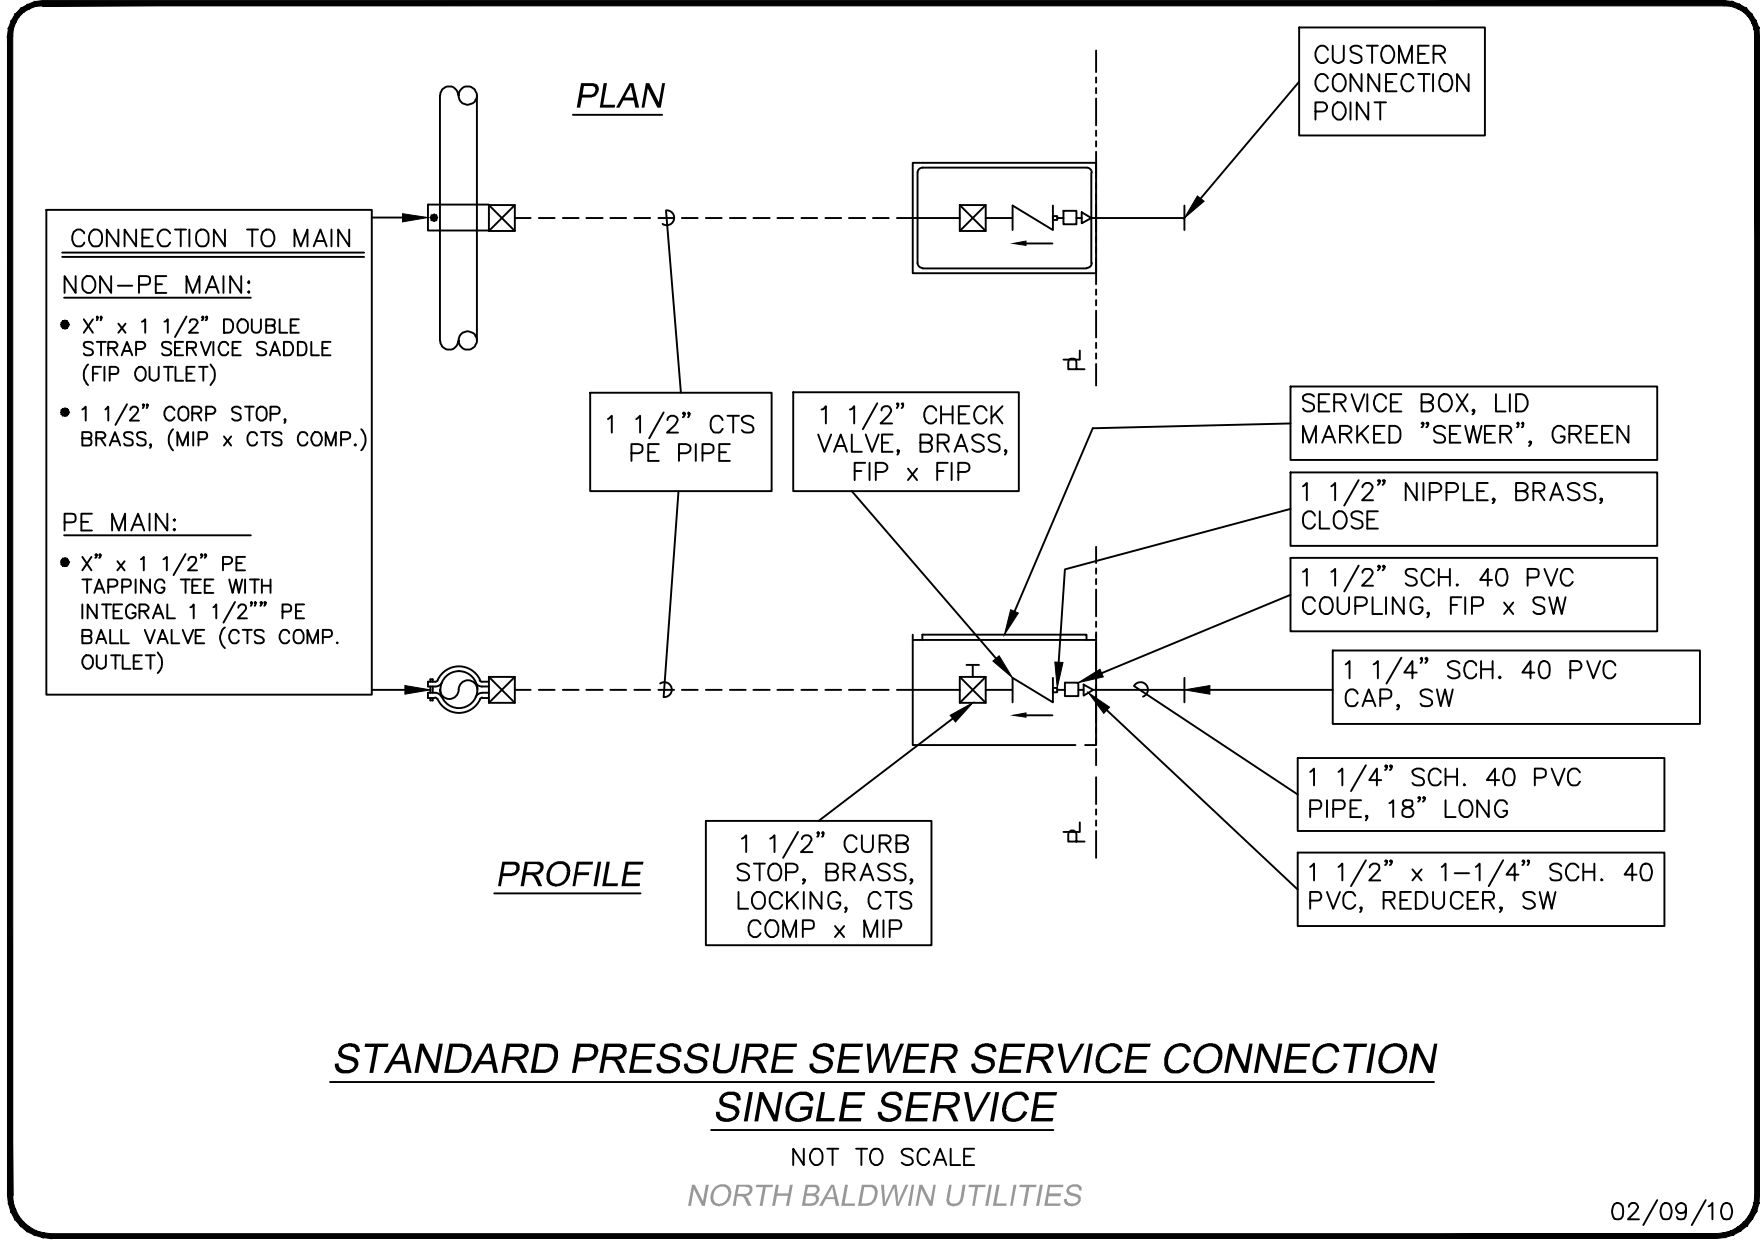 PLAN
CUSTOMER
CONNECTION
POINT
CONNECTION TO MAIN
NON-PE MAIN:
• X" x 1 1/2" DOUBLE
STRAP SERVICE SADDLE
(FIP OUTLET)
• 1 1/2" CORP STOP,
BRASS, (MIP x CTS COMP.)
PE MAIN:
• X" x 1 1/2" PE
TAPPING TEE WITH
INTEGRAL 1 1/2"" PE
BALL VALVE (CTS COMP.
OUTLET)
PL
1 1/2" CTS
PE PIPE
1 1/2" CHECK
VALVE, BRASS,
FIP x FIP
SERVICE BOX, LID
MARKED "SEWER", GREEN
1 1/2" NIPPLE, BRASS,
CLOSE
1 1/2" SCH. 40 PVC
COUPLING, FIP x SW
1 1/4" SCH. 40 PVC
CAP, SW
1 1/4" SCH. 40 PVC
PIPE, 18" LONG
1 1/2" x 1-1/4" SCH. 40
PVC, REDUCER, SW
PL
1 1/2" CURB
STOP, BRASS,
LOCKING, CTS
COMP x MIP
PROFILE
STANDARD PRESSURE SEWER SERVICE CONNECTION
SINGLE SERVICE
NOT TO SCALE
NORTH BALDWIN UTILITIES
02/09/10